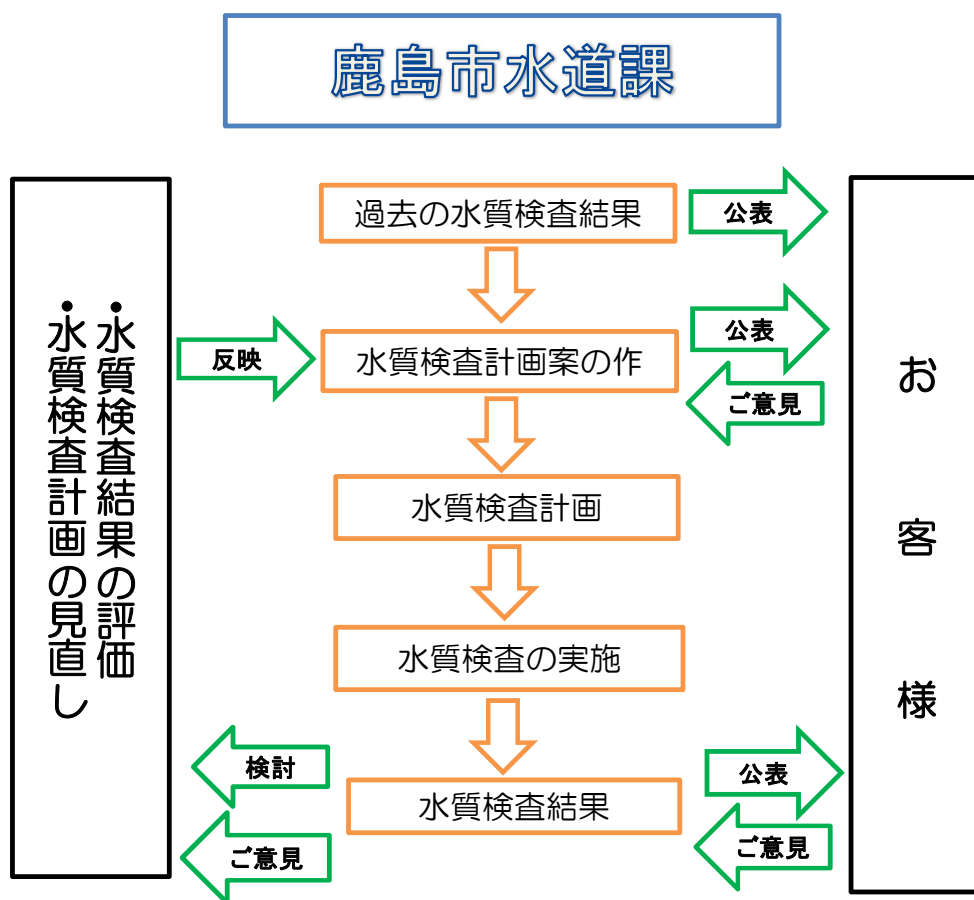 鹿島市水道課
過去の水質検査結果
公表
・水質検査結果の評価
・水質検査計画の見直し
反映
水質検査計画案の作
公表
ご意見
お客様
水質検査計画
水質検査の実施
検討
水質検査結果
公表
ご意見
ご意見